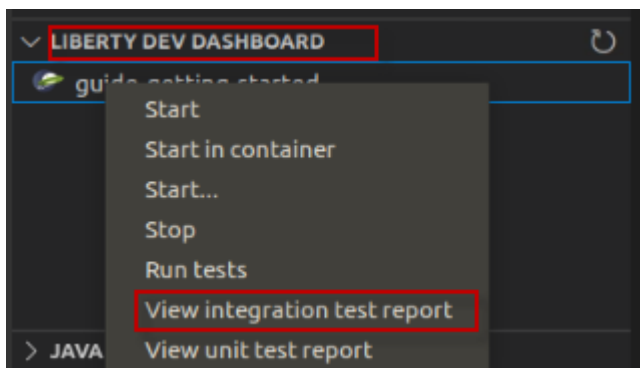 LIBERTY DEV DASHBOARD
guide-getting-started
Start
Start in container
Start...
Stop
Run tests
View integration test report
View unit test report
JAVA